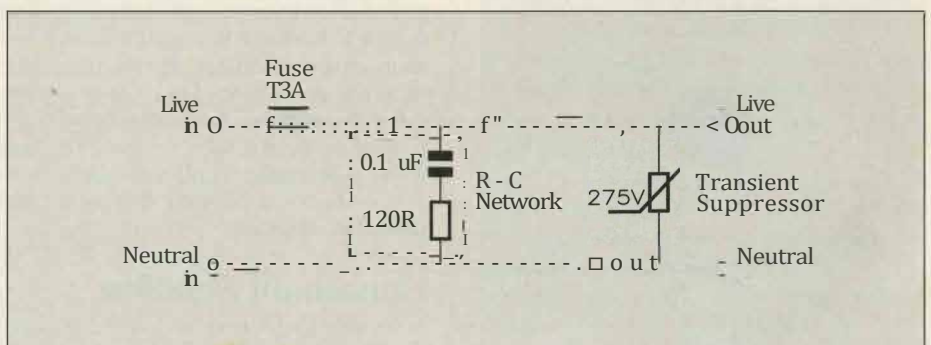 Fuse
T3A
Live
in
Live
out
0.1 uF
R - C
Network
120R
275V
Transient
Suppressor
Neutral
in
Neutral
out